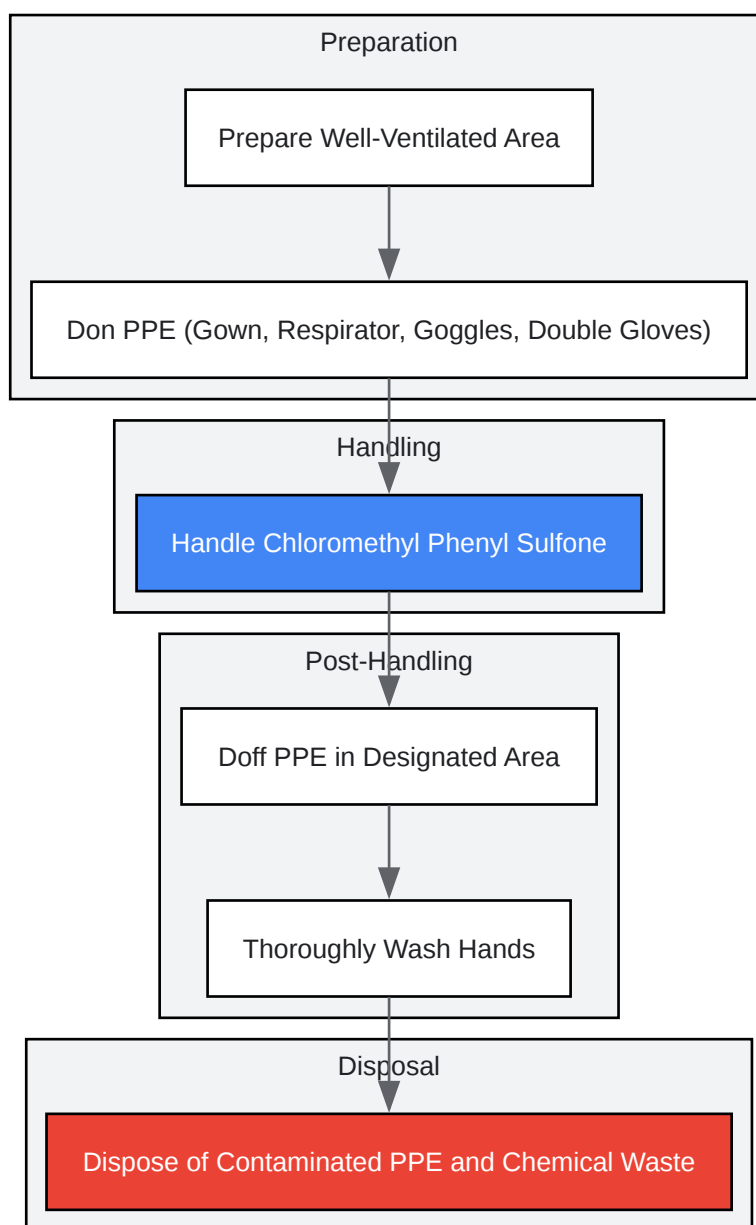 Preparation
Prepare Well-Ventilated Area
Don PPE (Gown, Respirator, Goggles, Double Gloves)
Handling
Handle Chloromethyl Phenyl Sulfone
Post-Handling
Doff PPE in Designated Area
Thoroughly Wash Hands
Disposal
Dispose of Contaminated PPE and Chemical Waste